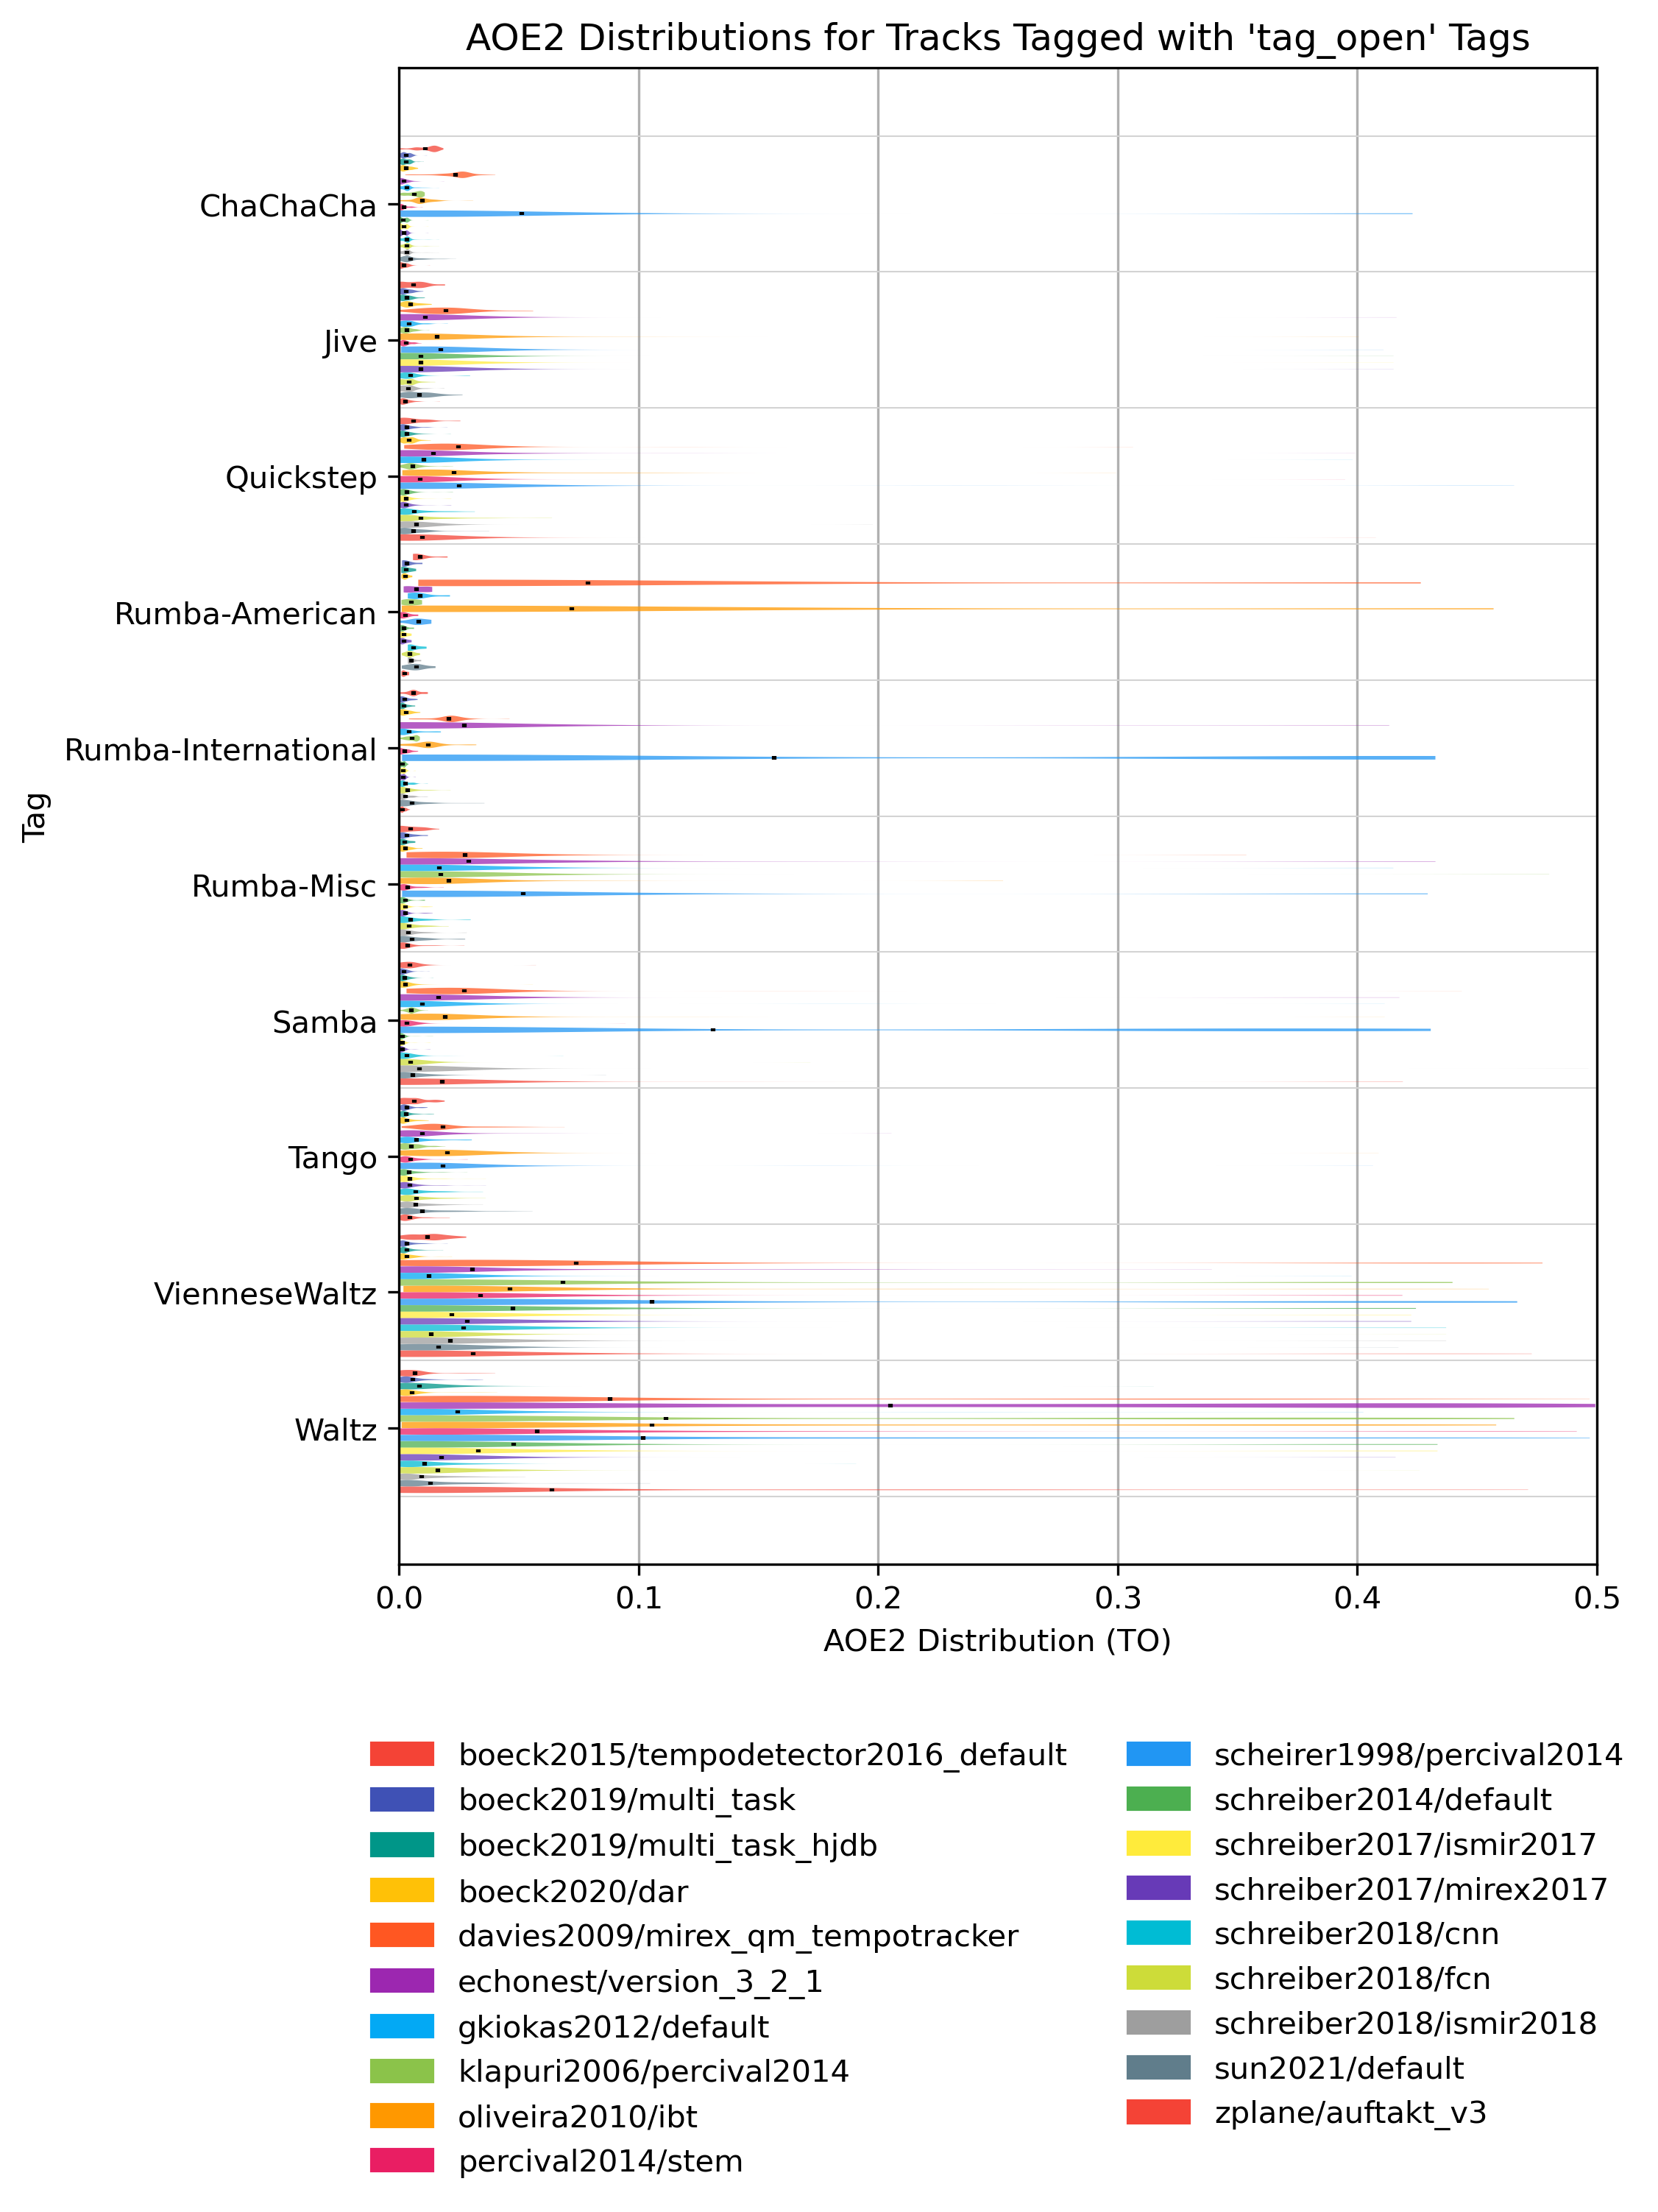 AOE2 Distributions for Tracks Tagged with 'tag_open' Tags
ChaChaCha
Jive
Quickstep
Rumba-American
Rumba-International
Rumba-Misc
Samba
Tango
VienneseWaltz
Waltz
Tag
0.0 0.1 0.2 0.3 0.4 0.5
AOE2 Distribution (TO)
boeck2015/tempodetector2016_default
boeck2019/multi_task
boeck2019/multi_task_hjdb
boeck2020/dar
davies2009/mirex_qm_tempotracker
echonest/version_3_2_1
gkiokas2012/default
klapuri2006/percival2014
oliveira2010/ibt
percival2014/stem
scheirer1998/percival2014
schreiber2014/default
schreiber2017/ismir2017
schreiber2017/mirex2017
schreiber2018/cnn
schreiber2018/fcn
schreiber2018/ismir2018
sun2021/default
zplane/auftakt_v3